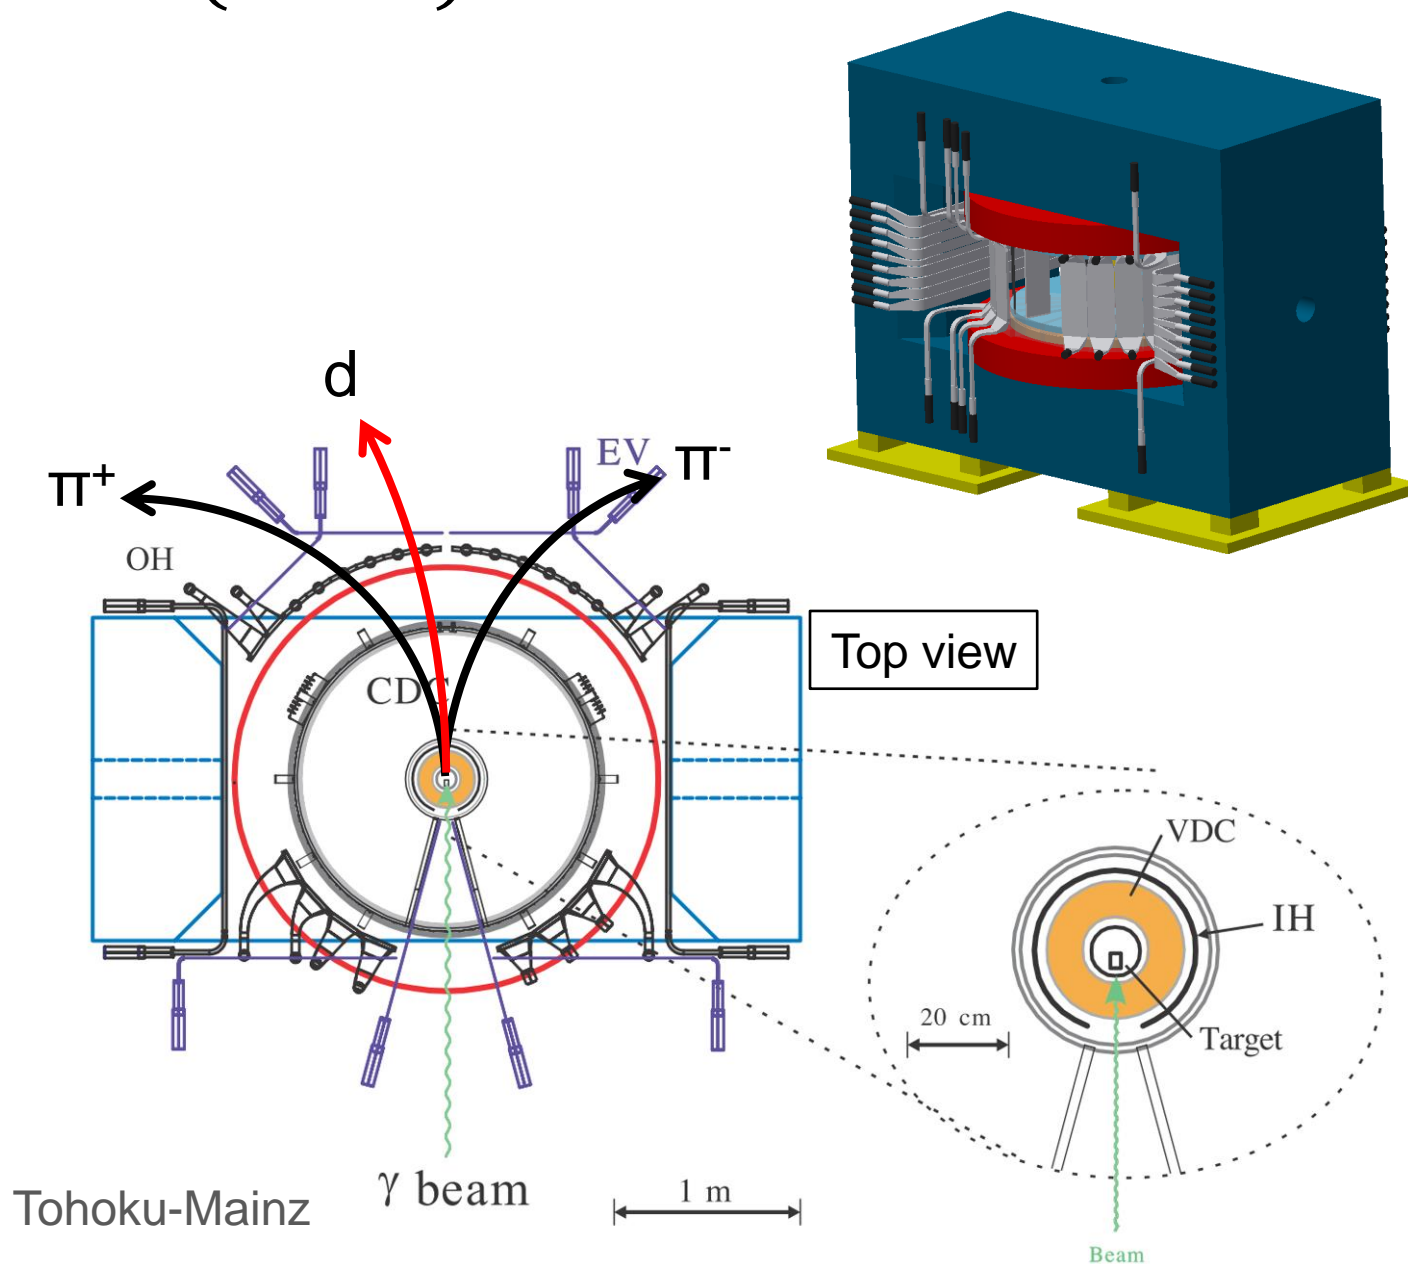 d
EV
π⁻
π⁺
OH
Top view
CDC
VDC
IH
20 cm
Target
γ beam
1 m
Tohoku-Mainz
Beam